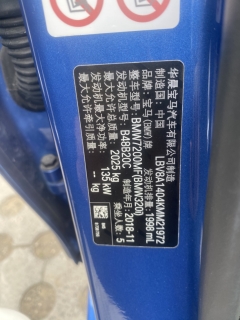 华晨宝马汽车有限公司制造
制造国：中国
LBV8A1404KMM21972
品牌：宝马(BMW)牌
发动机排量：1998 mL
整车型号：BMW7200MF(BMW320i)
发动机型号：B48B20C
制造年月：2018-11
最大允许总质量：2025 kg
乘坐人数：5
发动机最大净功率：135 kW
最大允许牵引质量：-- kg